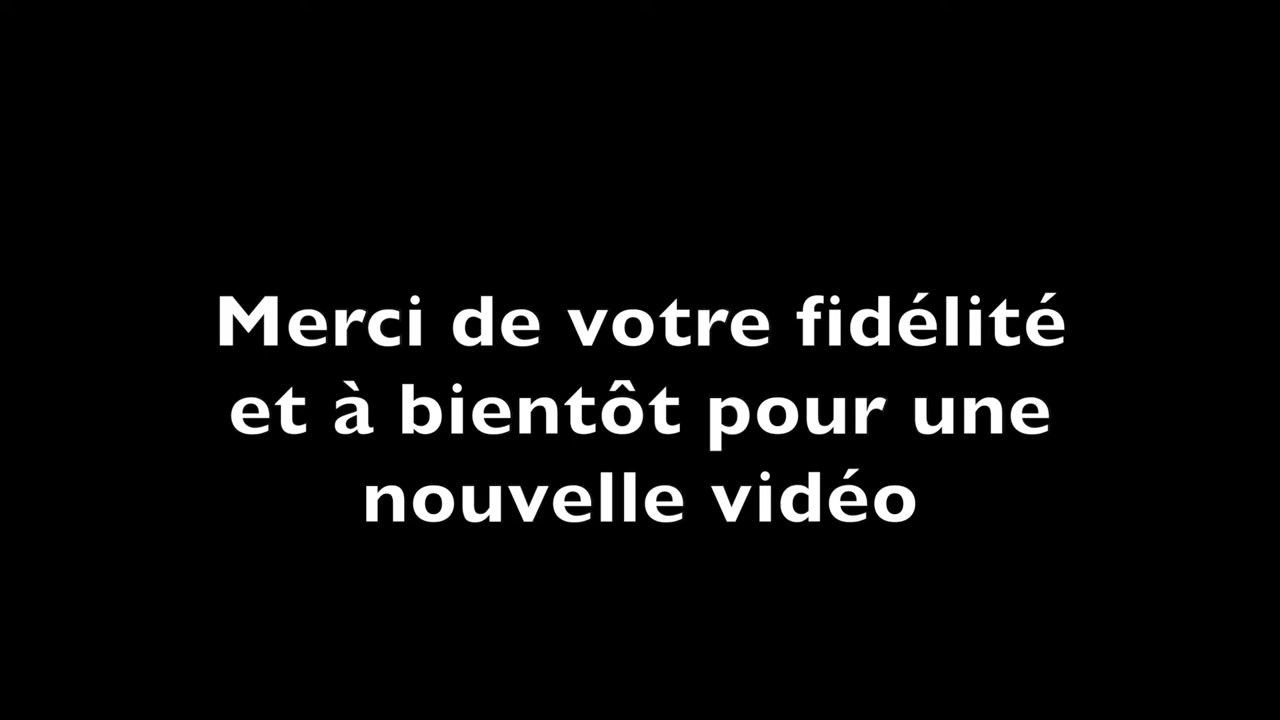 Merci de votre fidélité
et à bientôt pour une
nouvelle vidéo